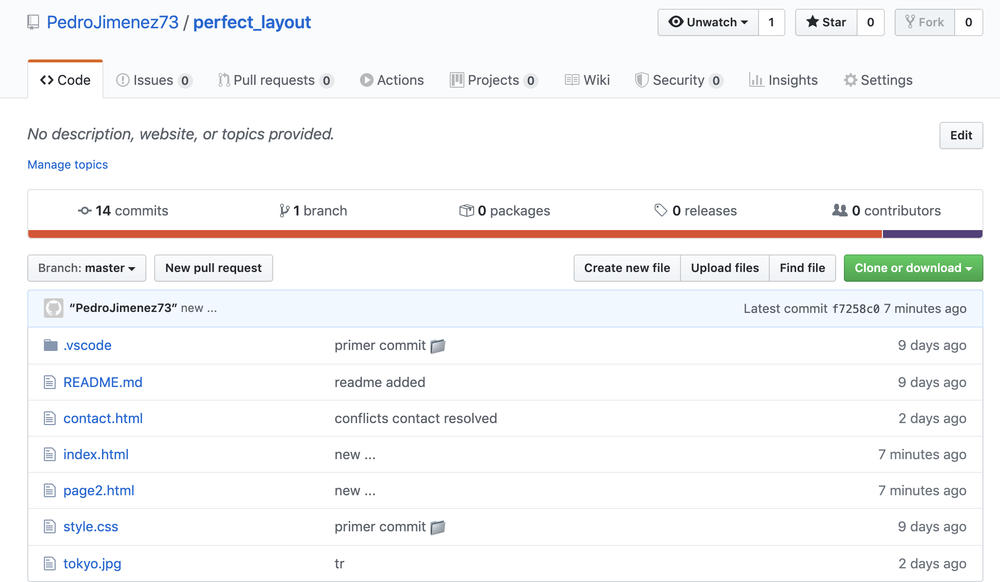 PedroJimenez73 / perfect_layout
Unwatch 1 Star 0 Fork 0
Code Issues 0 Pull requests 0 Actions Projects 0 Wiki Security 0 Insights Settings
No description, website, or topics provided.
Edit
Manage topics
14 commits 1 branch 0 packages 0 releases 0 contributors
Branch: master New pull request Create new file Upload files Find file Clone or download
“PedroJimenez73” new ... Latest commit f7258c0 7 minutes ago
.vscode primer commit 9 days ago
README.md readme added 9 days ago
contact.html conflicts contact resolved 2 days ago
index.html new ... 7 minutes ago
page2.html new ... 7 minutes ago
style.css primer commit 9 days ago
tokyo.jpg tr 2 days ago